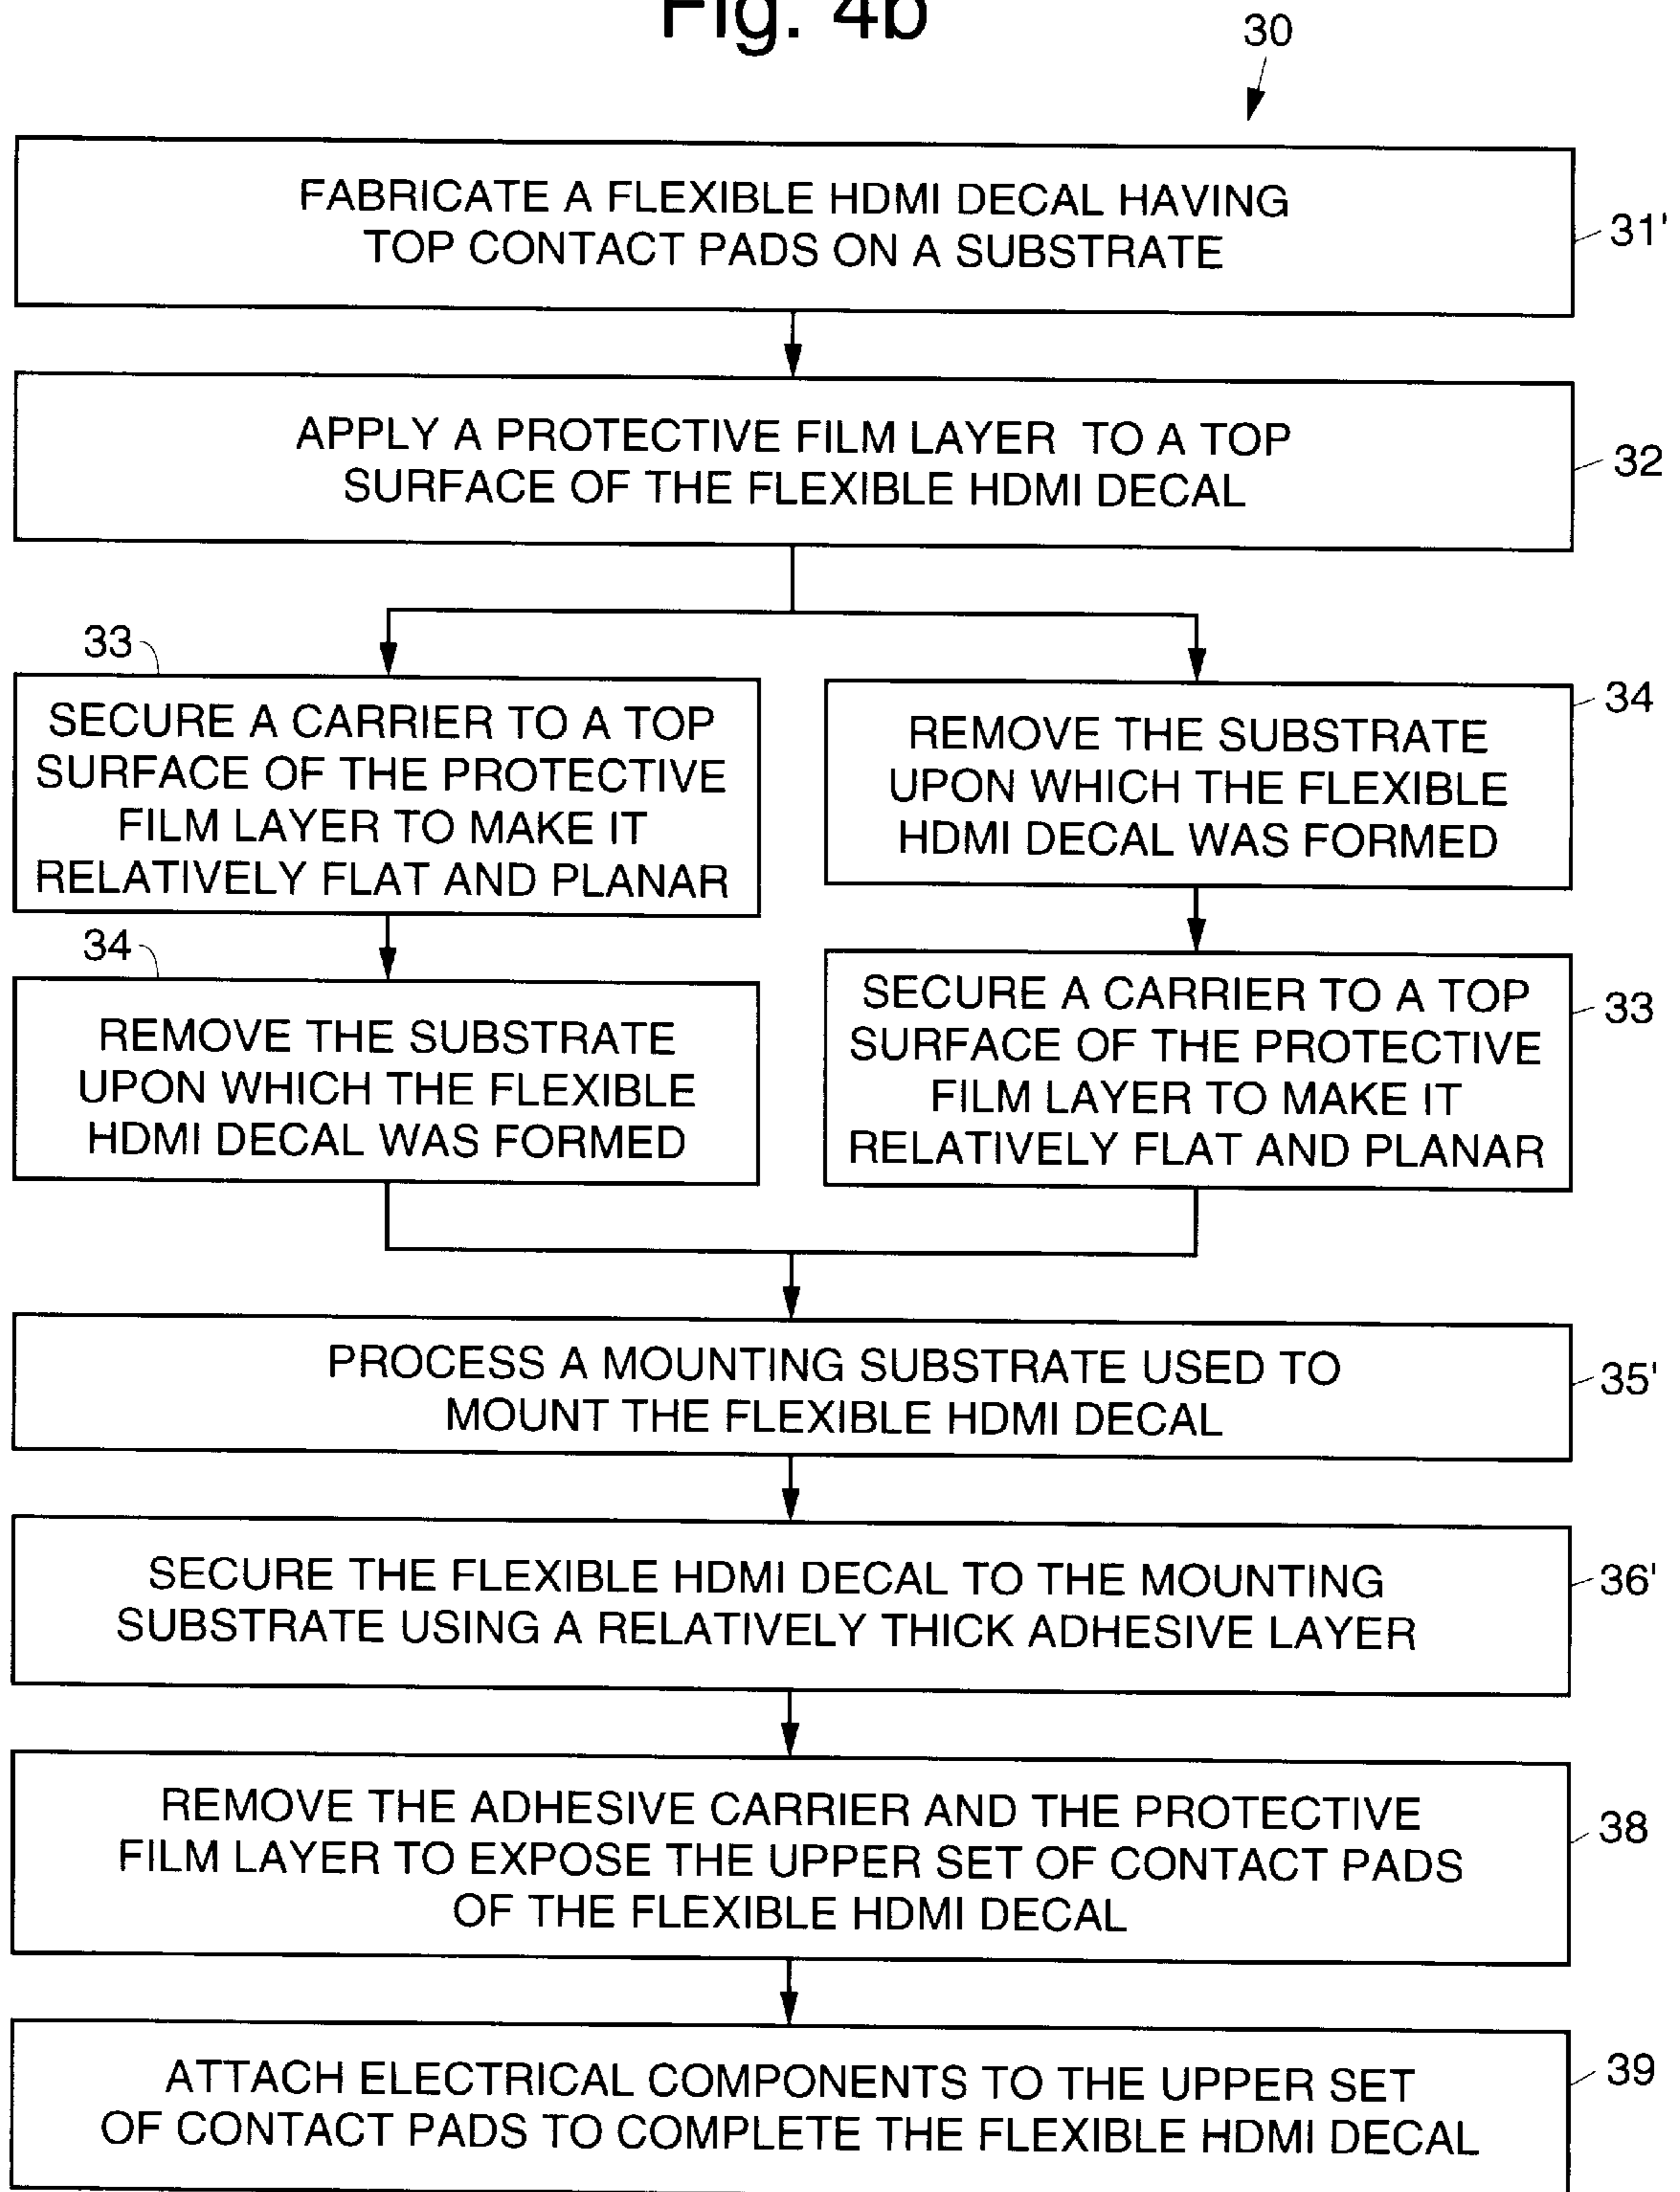 Fig. 4b
30
FABRICATE A FLEXIBLE HDMI DECAL HAVING
TOP CONTACT PADS ON A SUBSTRATE
31'
APPLY A PROTECTIVE FILM LAYER TO A TOP
SURFACE OF THE FLEXIBLE HDMI DECAL
32
33
SECURE A CARRIER TO A TOP
SURFACE OF THE PROTECTIVE
FILM LAYER TO MAKE IT
RELATIVELY FLAT AND PLANAR
34
REMOVE THE SUBSTRATE
UPON WHICH THE FLEXIBLE
HDMI DECAL WAS FORMED
34
REMOVE THE SUBSTRATE
UPON WHICH THE FLEXIBLE
HDMI DECAL WAS FORMED
SECURE A CARRIER TO A TOP
SURFACE OF THE PROTECTIVE
FILM LAYER TO MAKE IT
RELATIVELY FLAT AND PLANAR
33
PROCESS A MOUNTING SUBSTRATE USED TO
MOUNT THE FLEXIBLE HDMI DECAL
35'
SECURE THE FLEXIBLE HDMI DECAL TO THE MOUNTING
SUBSTRATE USING A RELATIVELY THICK ADHESIVE LAYER
36'
REMOVE THE ADHESIVE CARRIER AND THE PROTECTIVE
FILM LAYER TO EXPOSE THE UPPER SET OF CONTACT PADS
OF THE FLEXIBLE HDMI DECAL
38
ATTACH ELECTRICAL COMPONENTS TO THE UPPER SET
OF CONTACT PADS TO COMPLETE THE FLEXIBLE HDMI DECAL
39